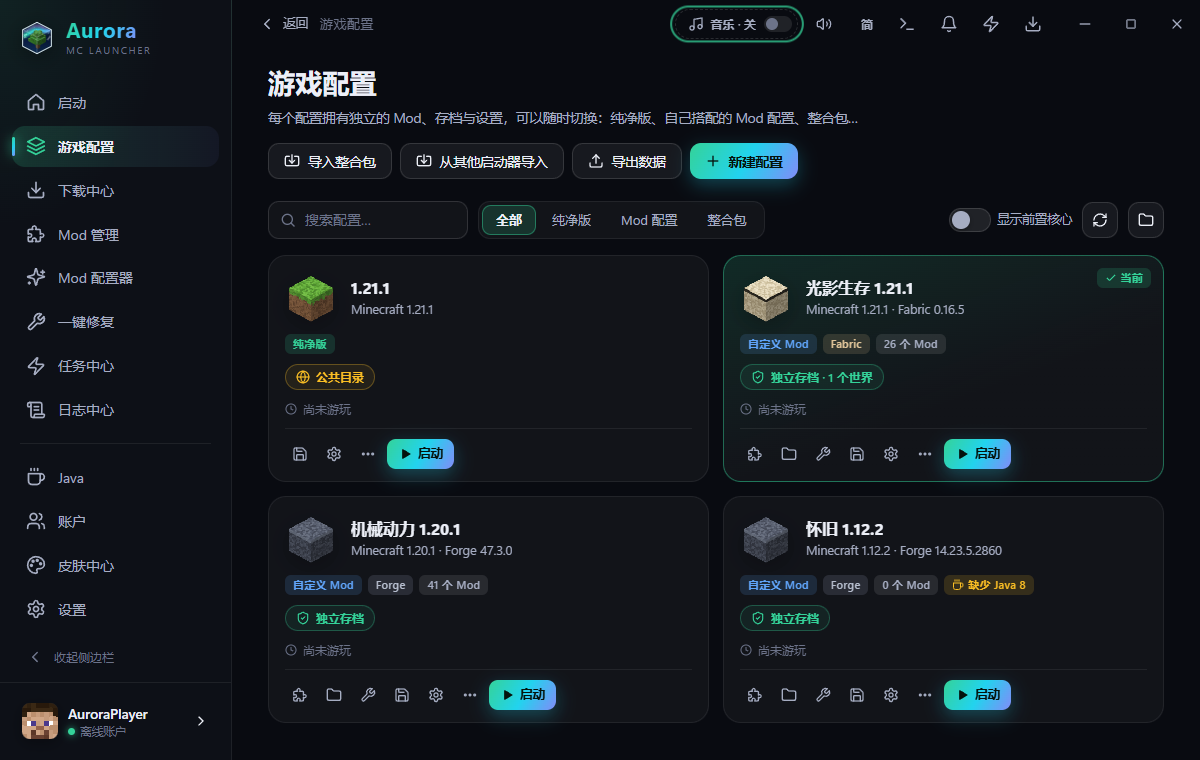 Aurora
MC LAUNCHER
启动
游戏配置
下载中心
Mod 管理
Mod 配置器
一键修复
任务中心
日志中心
Java
账户
皮肤中心
设置
收起侧边栏
AuroraPlayer
离线账户
返回 游戏配置
音乐 · 关
简
游戏配置
每个配置拥有独立的 Mod、存档与设置，可以随时切换：纯净版、自己搭配的 Mod 配置、整合包...
导入整合包 从其他启动器导入 导出数据 新建配置
搜索配置... 全部 纯净版 Mod 配置 整合包 显示前置核心
1.21.1
Minecraft 1.21.1
纯净版
公共目录
尚未游玩
启动
光影生存 1.21.1
当前
Minecraft 1.21.1 · Fabric 0.16.5
自定义 Mod Fabric 26 个 Mod
独立存档 · 1 个世界
尚未游玩
启动
机械动力 1.20.1
Minecraft 1.20.1 · Forge 47.3.0
自定义 Mod Forge 41 个 Mod
独立存档
尚未游玩
启动
怀旧 1.12.2
Minecraft 1.12.2 · Forge 14.23.5.2860
自定义 Mod Forge 0 个 Mod 缺少 Java 8
独立存档
尚未游玩
启动